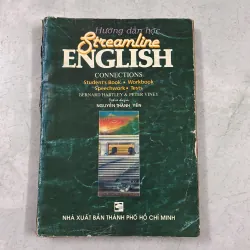 Hướng dẫn học
Streamline
ENGLISH
CONNECTIONS
Student's Book • Workbook
Speechwork • Tests
BERNARD HARTLEY & PETER VINEY
NGUYỄN THÀNH YẾN
NHÀ XUẤT BẢN THÀNH PHỐ HỒ CHÍ MINH